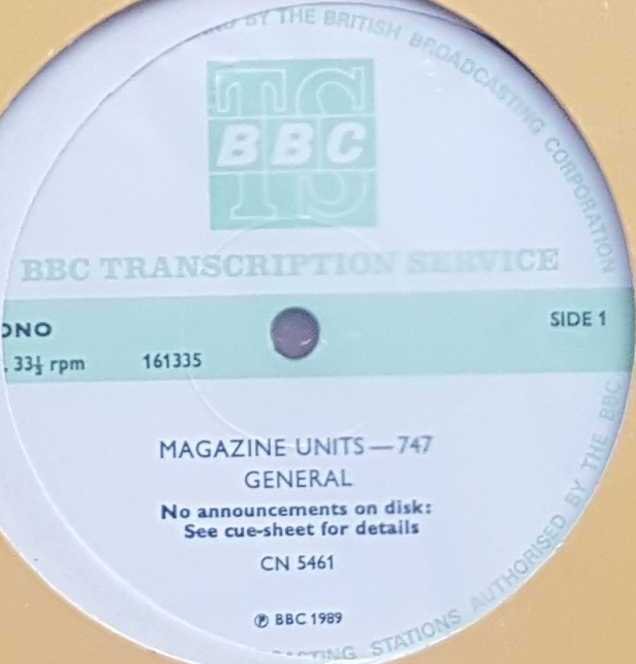 BY THE BRITISH BROADCASTING CORPORATION
TS
BBC
BBC TRANSCRIPTION SERVICE
ONO
SIDE 1
. 33⅓ rpm
161335
MAGAZINE UNITS — 747
GENERAL
No announcements on disk:
See cue-sheet for details
CN 5461
℗ BBC 1989
STATIONS AUTHORISED BY THE BBC